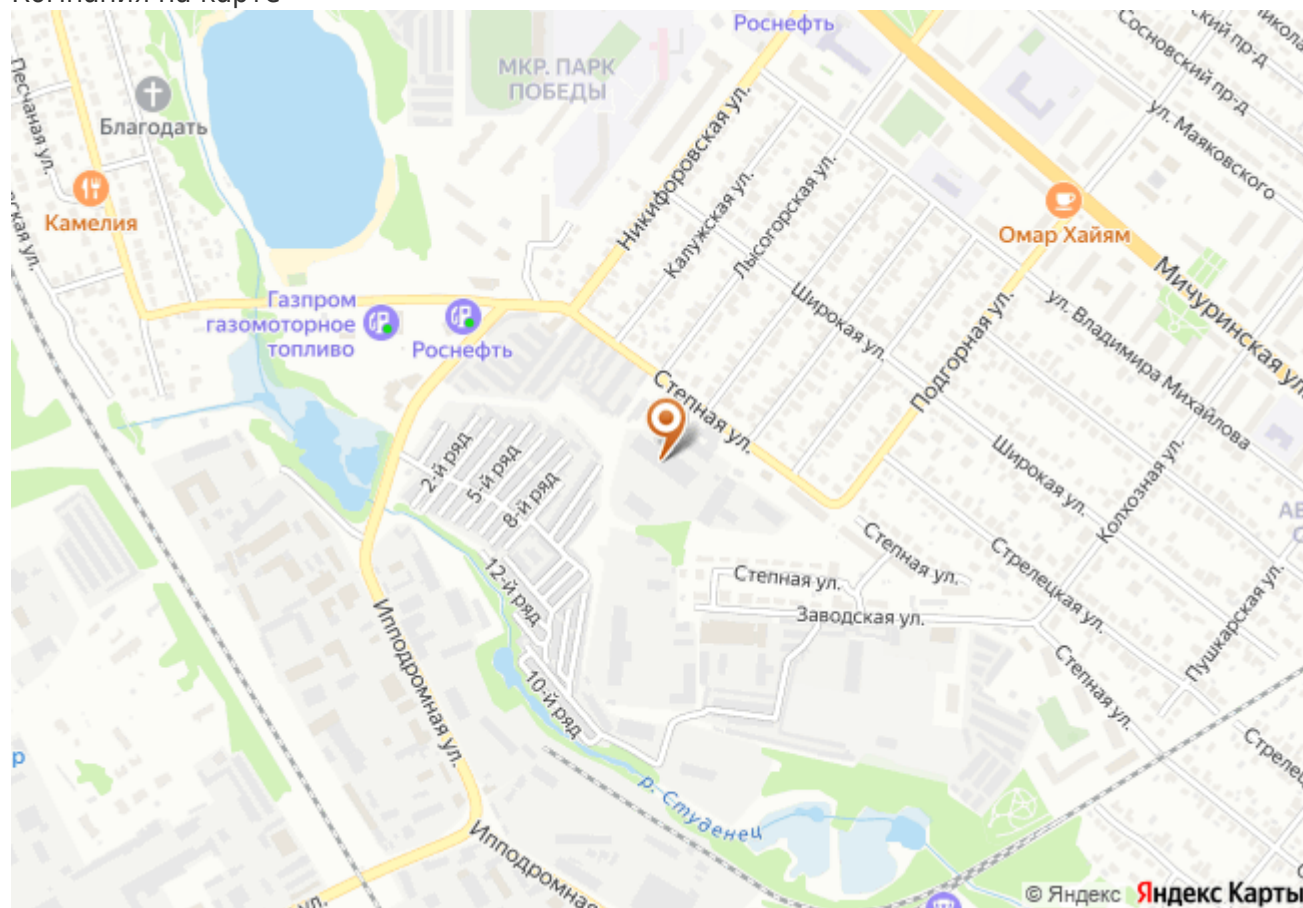 Компания на карте
Роснефть
МКР. ПАРК
ПОБЕДЫ
Сосновский пр-д
ул. Маяковского
Песчаная ул.
Благодать
Камелия
Никифоровская ул.
Калужская ул.
Лысогорская ул.
Омар Хайям
Мичуринская ул.
Газпром
газомоторное
топливо
Роснефть
Широкая ул.
ул. Владимира Михайлова
Подгорная ул.
Степная ул.
2-й ряд
5-й ряд
8-й ряд
Широкая ул.
Колхозная ул.
12-й ряд
Степная ул.
Степная ул.
Стрелецкая ул.
Заводская ул.
Пушкарская ул.
Ипподромная ул.
10-й ряд
Степная ул.
р. Студенец
Ипподромная
© Яндекс Яндекс Карты